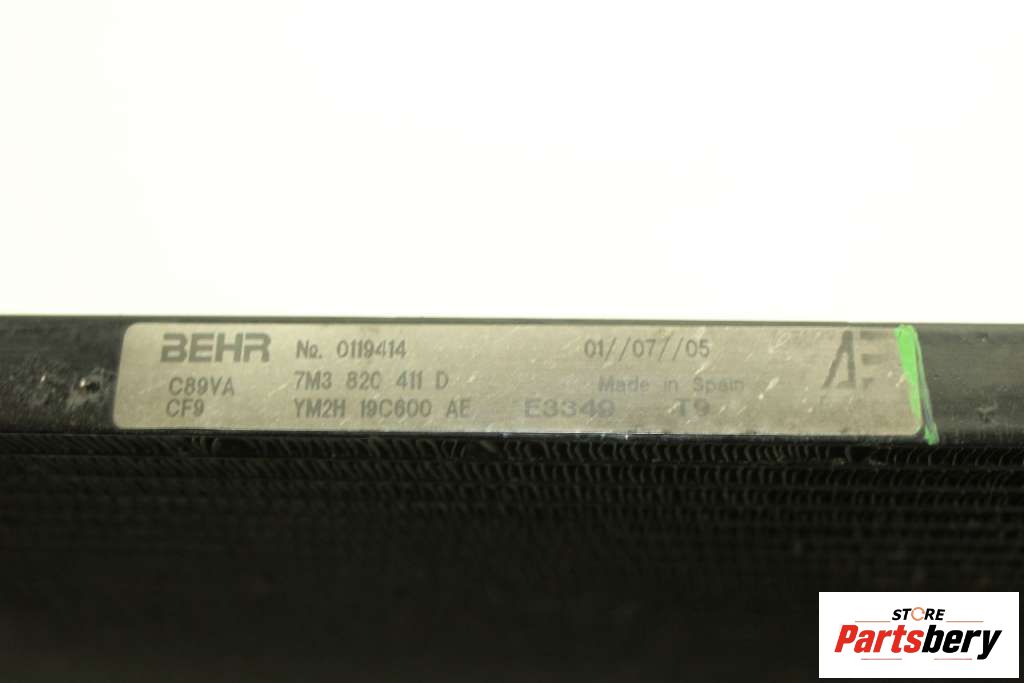 BEHR No. 0119414 01//07//05
C89VA 7M3 820 411 D Made in Spain
CF9 YM2H 19C600 AE E3349 T9
STORE
Partsbery